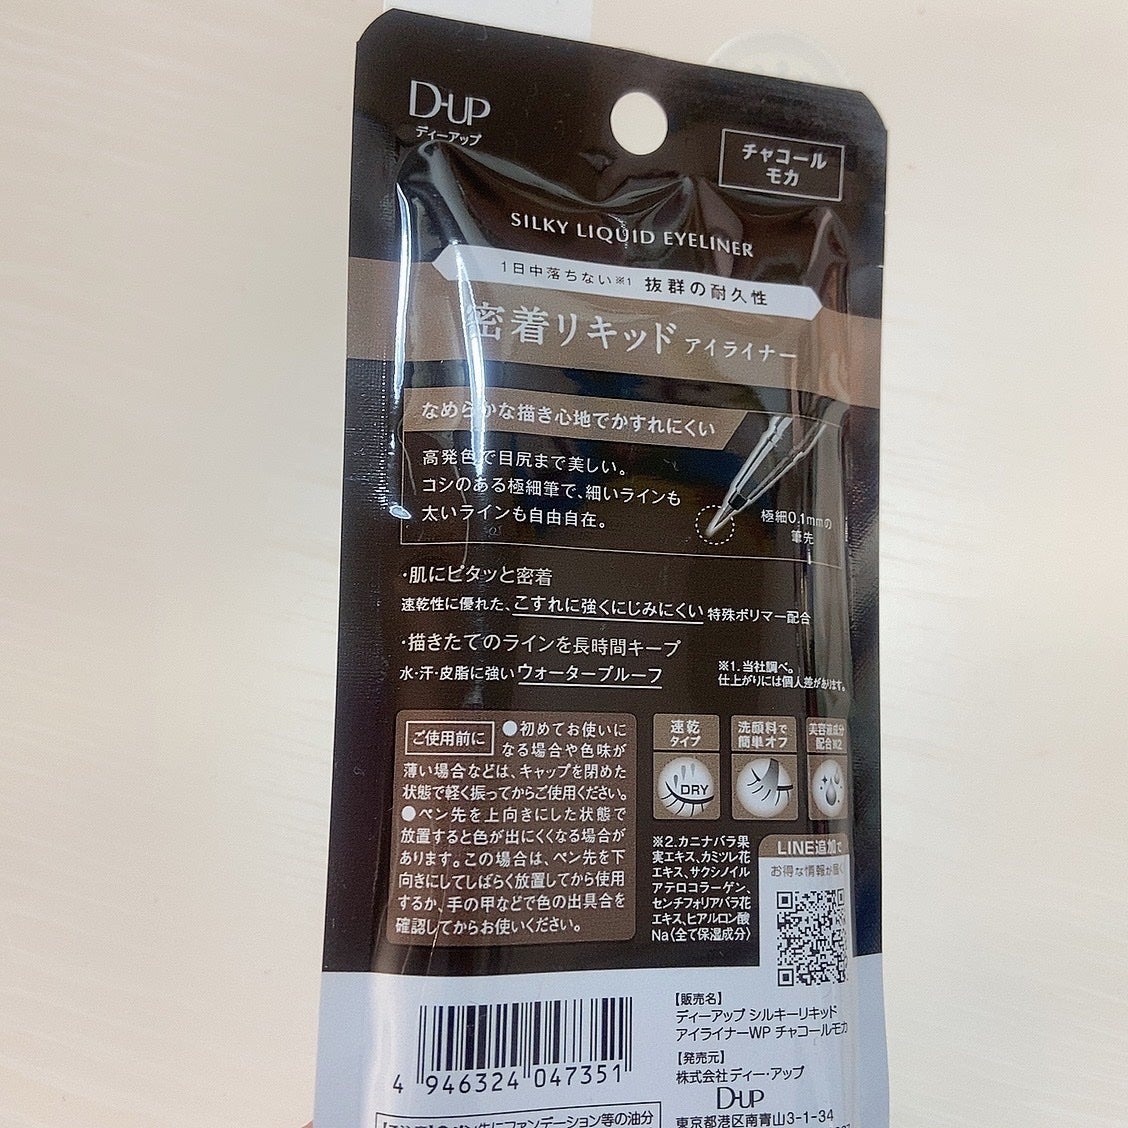 D-UP
ディーアップ
チャコール
モカ
SILKY LIQUID EYELINER
1日中落ちない※1 抜群の耐久性
密着リキッド アイライナー
なめらかな描き心地でかすれにくい
高発色で目尻まで美しい。
コシのある極細筆で、細いラインも
太いラインも自由自在。
極細0.1mmの
筆先
・肌にピタッと密着
速乾性に優れた、こすれに強くにじみにくい 特殊ポリマー配合
・描きたてのラインを長時間キープ
水・汗・皮脂に強い ウォータープルーフ
※1.当社調べ。
仕上がりには個人差があります。
ご使用前に ●初めてお使いに
なる場合や色味が
薄い場合などは、キャップを閉めた
状態で軽く振ってからご使用ください。
●ペン先を上向きにした状態で
放置すると色が出にくくなる場合が
あります。この場合は、ペン先を下
向きにしてしばらく放置してから使用
するか、手の甲などで色の出具合を
確認してからお使いください。
速乾
タイプ
DRY
洗顔料で
簡単オフ
美容液成分
配合※2
※2.カニナバラ果
実エキス、カミツレ花
エキス、サクシノイル
アテロコラーゲン、
センチフォリアバラ花
エキス、ヒアルロン酸
Na〈全て保湿成分〉
LINE追加で
お得な情報が届く
4 946324 047351
【販売名】
ディーアップ シルキーリキッド
アイライナーWP チャコールモカ
【発売元】
株式会社ディー・アップ
D-UP
東京都港区南青山3-1-34
先にファンデーション等の油分